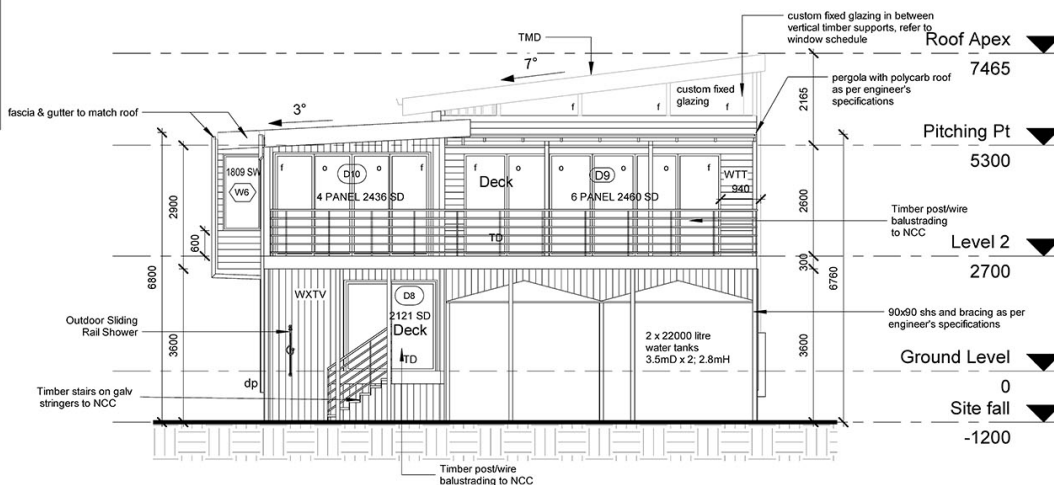 custom fixed glazing in between
vertical timber supports, refer to
window schedule
Roof Apex
7465
TMD
7°
custom fixed
glazing
pergola with polycarb roof
as per engineer's
specifications
2165
fascia & gutter to match roof
3°
f
f
f
Pitching Pt
5300
1809 SW
W6
f
o
o
f
D10
4 PANEL 2436 SD
f
o
Deck
o
f
D9
6 PANEL 2460 SD
o
f
WTT
940
2900
600
2600
Timber post/wire
balustrading
to NCC
TD
Level 2
2700
300
6800
6760
WXTV
D8
2121 SD
Deck
TD
Outdoor Sliding
Rail Shower
2 x 22000 litre
water tanks
3.5mD x 2; 2.8mH
90x90 shs and bracing as per
engineer's specifications
3600
3600
Ground Level
0
dp
Timber stairs on galv
stringers to NCC
Site fall
-1200
Timber post/wire
balustrading to NCC